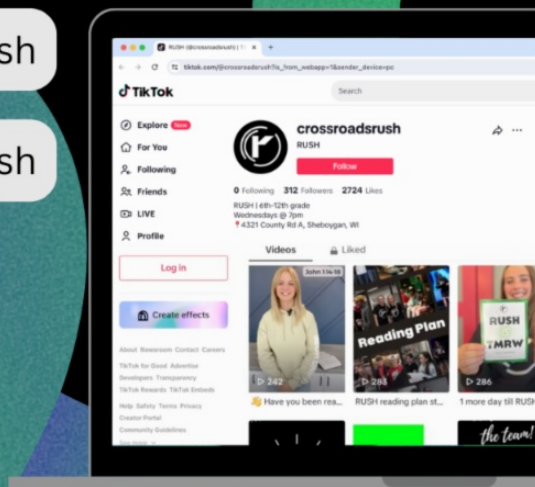 sh
sh
RUSH (@crossroadsrush) | Ti
tiktok.com/@crossroadsrush?is_from_webapp=1&sender_device=pc
TikTok
Search
Explore New
For You
Following
Friends
LIVE
Profile
Log in
Create effects
About Newsroom Contact Careers
TikTok for Good Advertise
Developers Transparency
TikTok Rewards TikTok Embeds
Help Safety Terms Privacy
Creator Portal
Community Guidelines
crossroadsrush
RUSH
Follow
0 Following 312 Followers 2724 Likes
RUSH | 6th-12th grade
Wednesdays @ 7pm
4321 County Rd A, Sheboygan, WI
Videos Liked
John 1:14-18
242
Have you been rea...
Reading Plan
283
RUSH reading plan st...
RUSH
TMRW
286
1 more day till RUSH
the team!